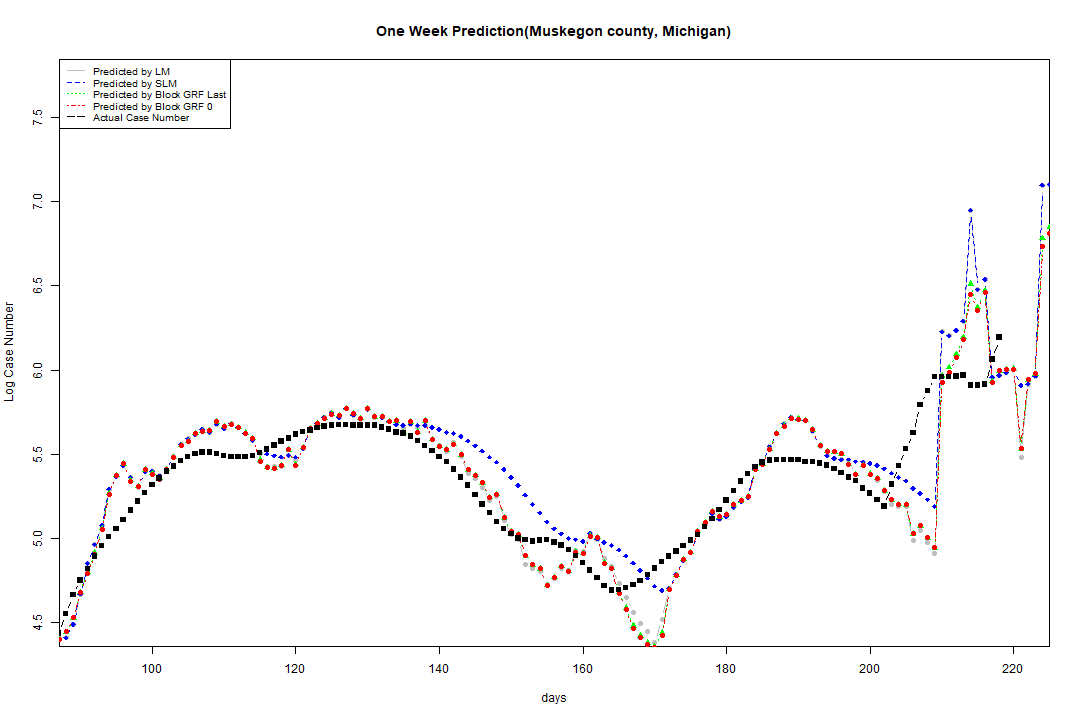 One Week Prediction(Muskegon county, Michigan)
Predicted by LM
Predicted by SLM
Predicted by Block GRF Last
Predicted by Block GRF 0
Actual Case Number
7.5
7.0
6.5
6.0
5.5
5.0
4.5
Log Case Number
100 120 140 160 180 200 220
days